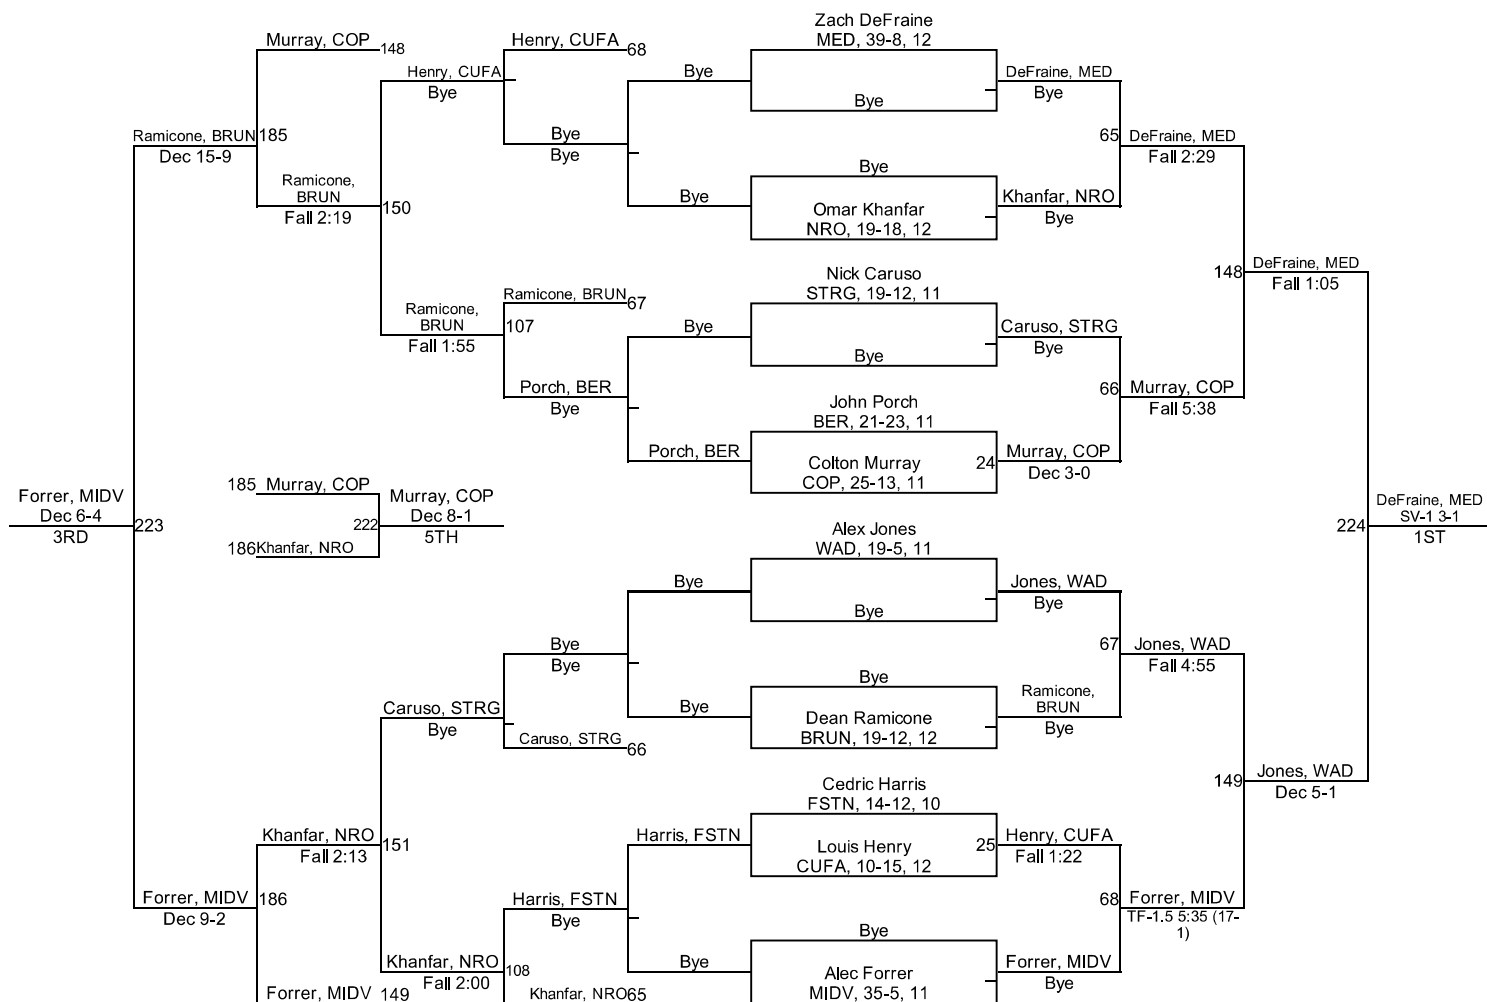 Zach DeFraine
MED, 39-8, 12
Murray, COP 148
Henry, CUFA 68
Henry, CUFA
Bye
Bye
Bye
DeFraine, MED
Bye
Ramicone, BRUN 185
Dec 15-9
Bye
Bye
65 DeFraine, MED
Fall 2:29
Ramicone,
BRUN
Fall 2:19
150
Bye
Bye
Omar Khanfar
NRO, 19-18, 12
Khanfar, NRO
Bye
148 DeFraine, MED
Fall 1:05
Nick Caruso
STRG, 19-12, 11
Ramicone, BRUN 67
Ramicone,
BRUN
Fall 1:55
107
Bye
Bye
Caruso, STRG
Bye
Porch, BER
Bye
66 Murray, COP
Fall 5:38
John Porch
BER, 21-23, 11
Porch, BER
Colton Murray
COP, 25-13, 11
24 Murray, COP
Dec 3-0
Forrer, MIDV
Dec 6-4
3RD
223
185 Murray, COP
186 Khanfar, NRO
222
Murray, COP
Dec 8-1
5TH
224
DeFraine, MED
SV-1 3-1
1ST
Alex Jones
WAD, 19-5, 11
Bye
Bye
Jones, WAD
Bye
Bye
Bye
67 Jones, WAD
Fall 4:55
Bye
Bye
Dean Ramicone
BRUN, 19-12, 12
Ramicone,
BRUN
Bye
Caruso, STRG
Bye
Caruso, STRG 66
149 Jones, WAD
Dec 5-1
Cedric Harris
FSTN, 14-12, 10
Khanfar, NRO
Fall 2:13
151
Harris, FSTN
Louis Henry
CUFA, 10-15, 12
25 Henry, CUFA
Fall 1:22
Forrer, MIDV
Dec 9-2
186
Harris, FSTN
Bye
68 Forrer, MIDV
TF-1.5 5:35 (17-
1)
Khanfar, NRO
Fall 2:00
108
Bye
Bye
Alec Forrer
MIDV, 35-5, 11
Forrer, MIDV
Bye
Forrer, MIDV 149
Khanfar, NRO 65